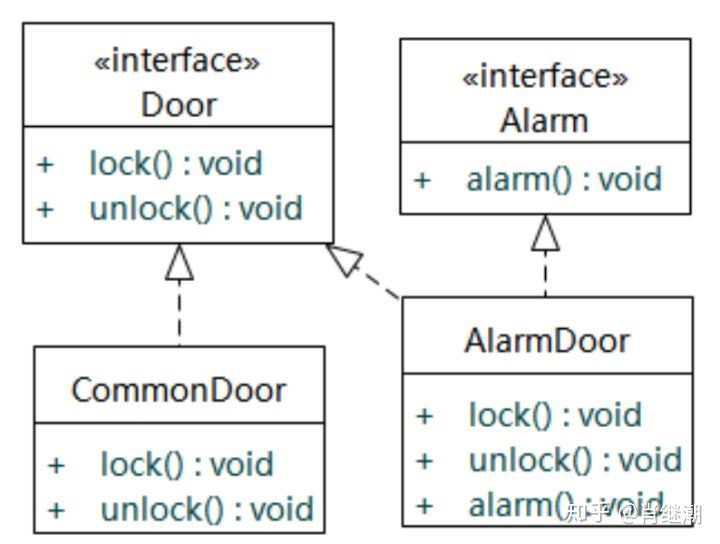 «interface»
Door
+ lock() : void
+ unlock() : void
«interface»
Alarm
+ alarm() : void
CommonDoor
+ lock() : void
+ unlock() : void
AlarmDoor
+ lock() : void
+ unlock() : void
+ alarm() : void
知乎 @肖继潮